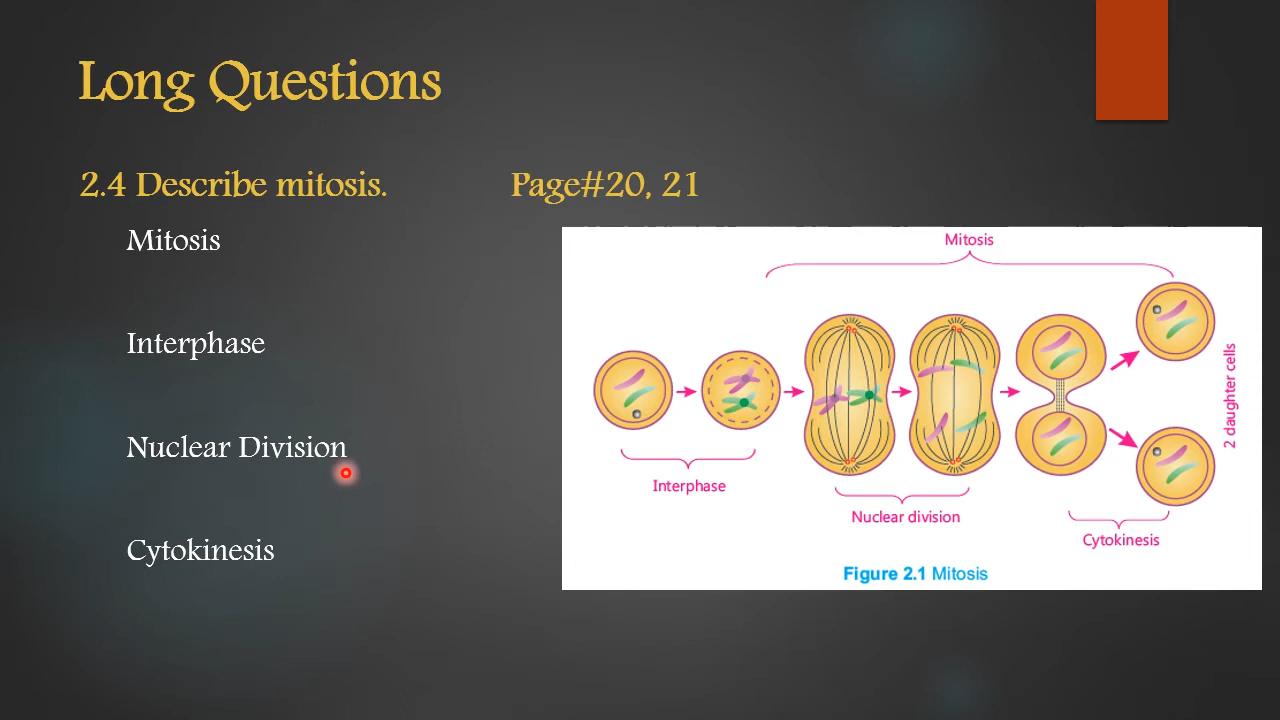 Long Questions
2.4 Describe mitosis. Page#20, 21
Mitosis
Interphase
Nuclear Division
Cytokinesis
Mitosis
2 daughter cells
Interphase
Nuclear division
Cytokinesis
Figure 2.1 Mitosis